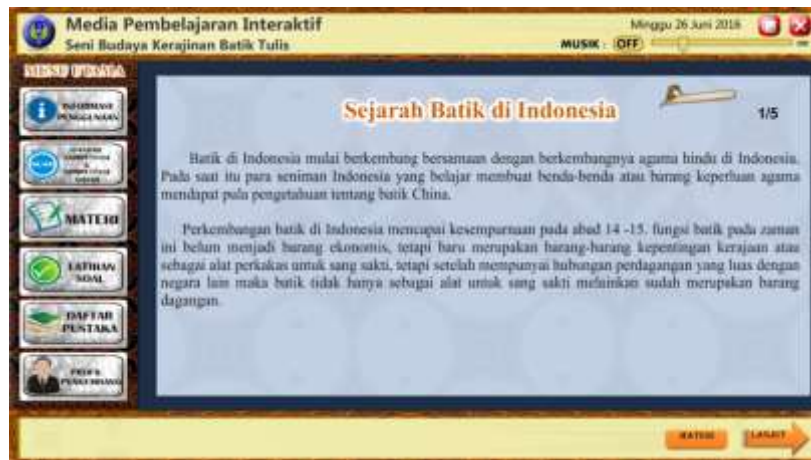 Media Pembelajaran Interaktif
Seni Budaya Kerajinan Batik Tulis
Minggu 26 Juni 2016
MUSIK : OFF
MENU UTAMA
INFORMASI
PENGGUNAAN
MATERI
LATIHAN
SOAL
DAFTAR
PUSTAKA
PROFIL
PENGEMBANG
Sejarah Batik di Indonesia
1/5
Batik di Indonesia mulai berkembang bersamaan dengan berkembangnya agama hindu di Indonesia.
Pada saat itu para seniman Indonesia yang belajar membuat benda-benda atau barang keperluan agama
mendapat pula pengetahuan tentang batik China.
Perkembangan batik di Indonesia mencapai kesempurnaan pada abad 14 -15. fungsi batik pada zaman
ini belum menjadi barang ekonomis, tetapi baru merupakan barang-barang kepentingan kerajaan atau
sebagai alat perkakas untuk sang sakti, tetapi setelah mempunyai hubungan perdagangan yang luas dengan
negara lain maka batik tidak hanya sebagai alat untuk sang sakti melainkan sudah merupakan barang
dagangan.
MATERI
LANJUT